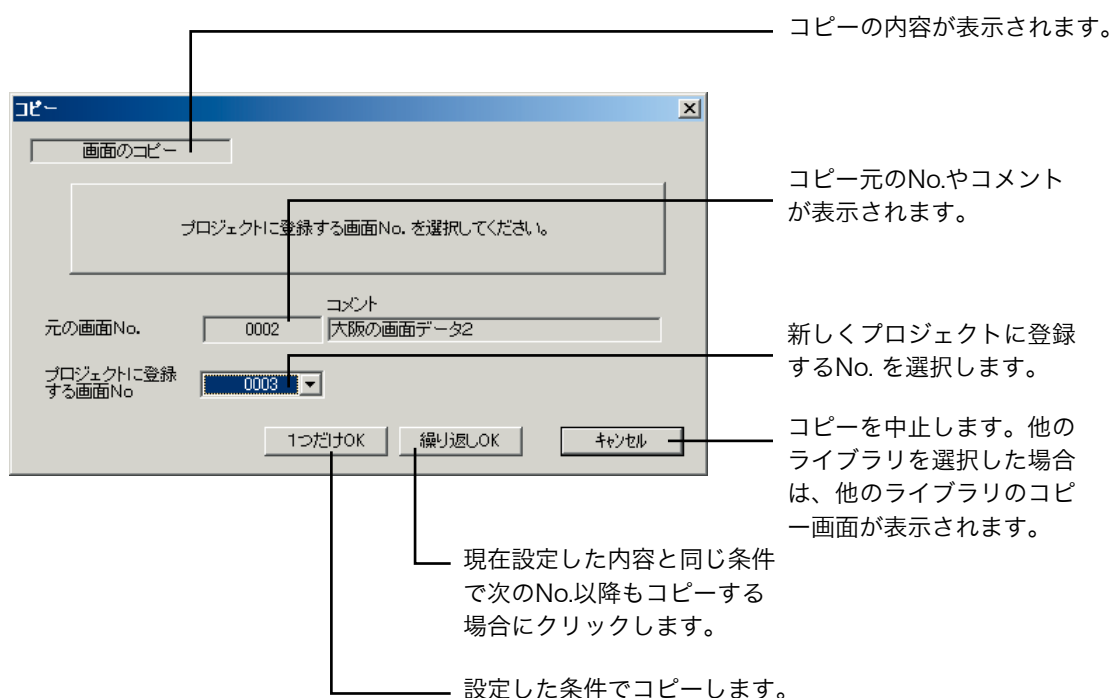 コピーの内容が表示されます。
コピー
画面のコピー
コピー元のNo.やコメント
が表示されます。
プロジェクトに登録する画面No. を選択してください。
コメント
元の画面No.
0002
大阪の画面データ2
新しくプロジェクトに登録
するNo. を選択します。
プロジェクトに登録
する画面No
0003
1つだけOK
繰り返しOK
キャンセル
コピーを中止します。他の
ライブラリを選択した場合
は、他のライブラリのコピ
ー画面が表示されます。
現在設定した内容と同じ条件
で次のNo.以降もコピーする
場合にクリックします。
設定した条件でコピーします。